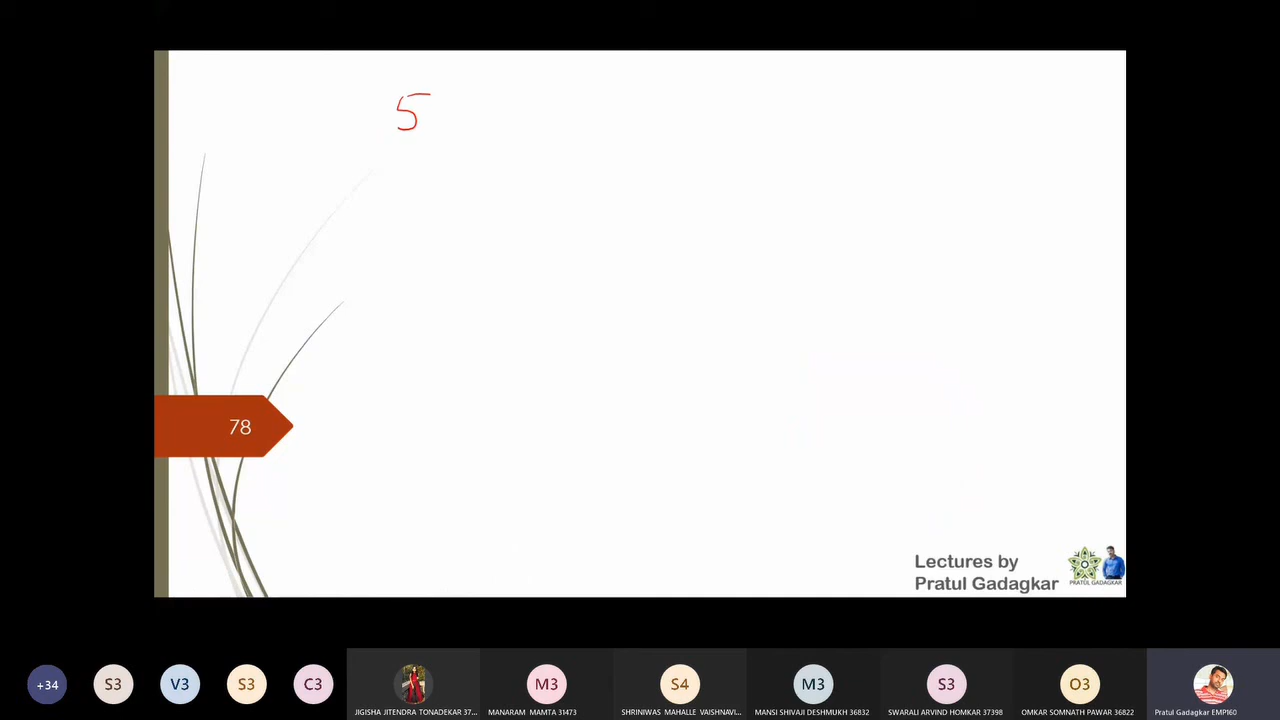 5
78
Lectures by
Pratul Gadagkar
PRATUL GADAGKAR
+34
S3
V3
S3
C3
JIGISHA JITENDRA TONADEKAR 37...
M3
MANARAM MAMTA 31473
S4
SHRINIWAS MAHALLE VAISHNAVI...
M3
MANSI SHIVAJI DESHMUKH 36832
S3
SWARALI ARVIND HOMKAR 37398
O3
OMKAR SOMNATH PAWAR 36822
Pratul Gadagkar EMP160